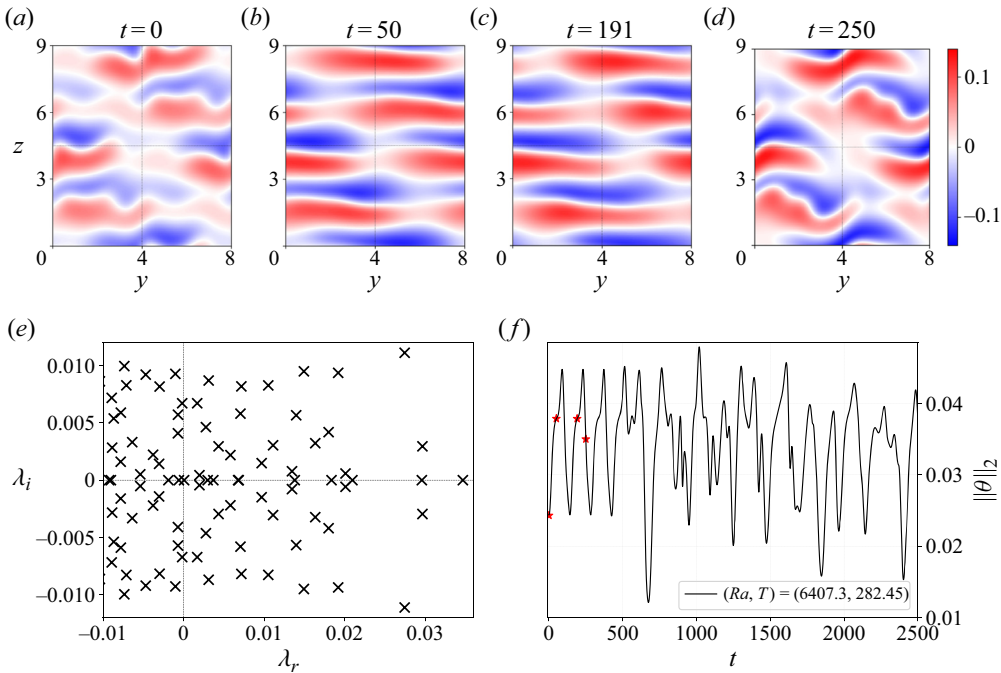 (a) t = 0
(b) t = 50
(c) t = 191
(d) t = 250
9 9 9 9
6 6 6 6
z
3 3 3 3
0 0 0 0
4 8 4 8 4 8 4 8
y y y y
0.1
0
−0.1
(e)
0.010
0.005
λi 0
−0.005
−0.010
−0.01 0 0.01 0.02 0.03
λr
(f)
0.04
0.03
0.02
0.01
||θ||2
(Ra, T) = (6407.3, 282.45)
0 500 1000 1500 2000 2500
t